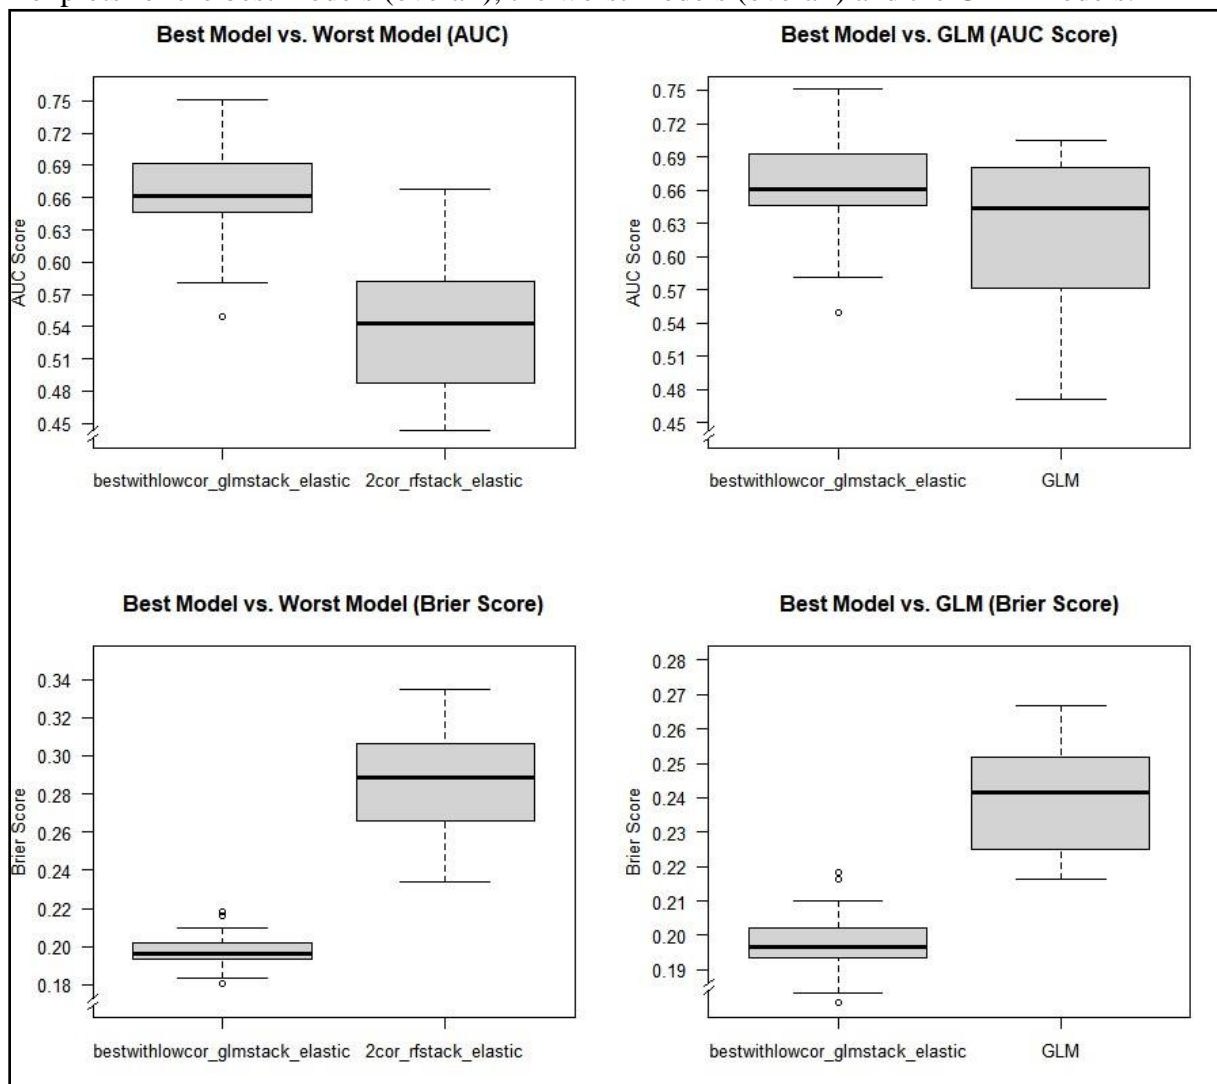 Best Model vs. Worst Model (AUC)
AUC Score
0.75
0.72
0.69
0.66
0.63
0.60
0.57
0.54
0.51
0.48
0.45
bestwithlowcor_glmstack_elastic
2cor_rfstack_elastic
Best Model vs. GLM (AUC Score)
AUC Score
0.75
0.72
0.69
0.66
0.63
0.60
0.57
0.54
0.51
0.48
0.45
bestwithlowcor_glmstack_elastic
GLM
Best Model vs. Worst Model (Brier Score)
Brier Score
0.34
0.32
0.30
0.28
0.26
0.24
0.22
0.20
0.18
bestwithlowcor_glmstack_elastic
2cor_rfstack_elastic
Best Model vs. GLM (Brier Score)
Brier Score
0.28
0.27
0.26
0.25
0.24
0.23
0.22
0.21
0.20
0.19
bestwithlowcor_glmstack_elastic
GLM